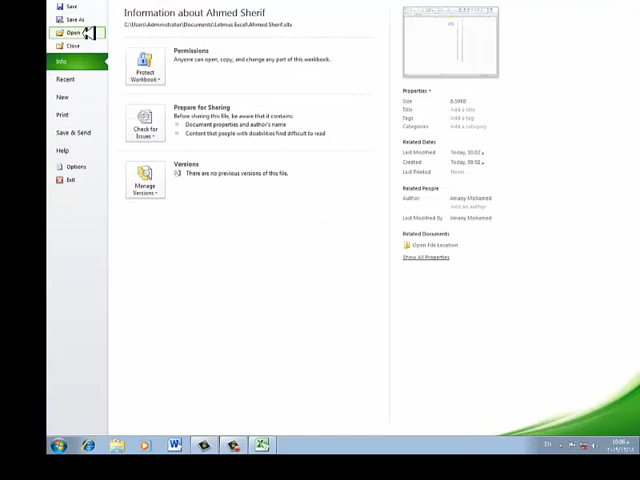 Save
Save As
Open
Close
Info
Recent
New
Print
Save & Send
Help
Options
Exit
Information about Ahmed Sherif
C:\Users\Administrator\Documents\Letmus Excel\Ahmed Sherif.xlsx
Protect
Workbook
Permissions
Anyone can open, copy, and change any part of this workbook.
Check for
Issues
Prepare for Sharing
Before sharing this file, be aware that it contains:
Document properties and author's name
Content that people with disabilities find difficult to read
Manage
Versions
Versions
There are no previous versions of this file.
Properties
Size
Title Add a title
Tags Add a tag
Categories Add a category
Related Dates
Last Modified Today,
Created Today,
Last Printed Never
Related People
Author Amany Mohamed
Add an author
Last Modified By Amany Mohamed
Related Documents
Open File Location
Show All Properties
EN